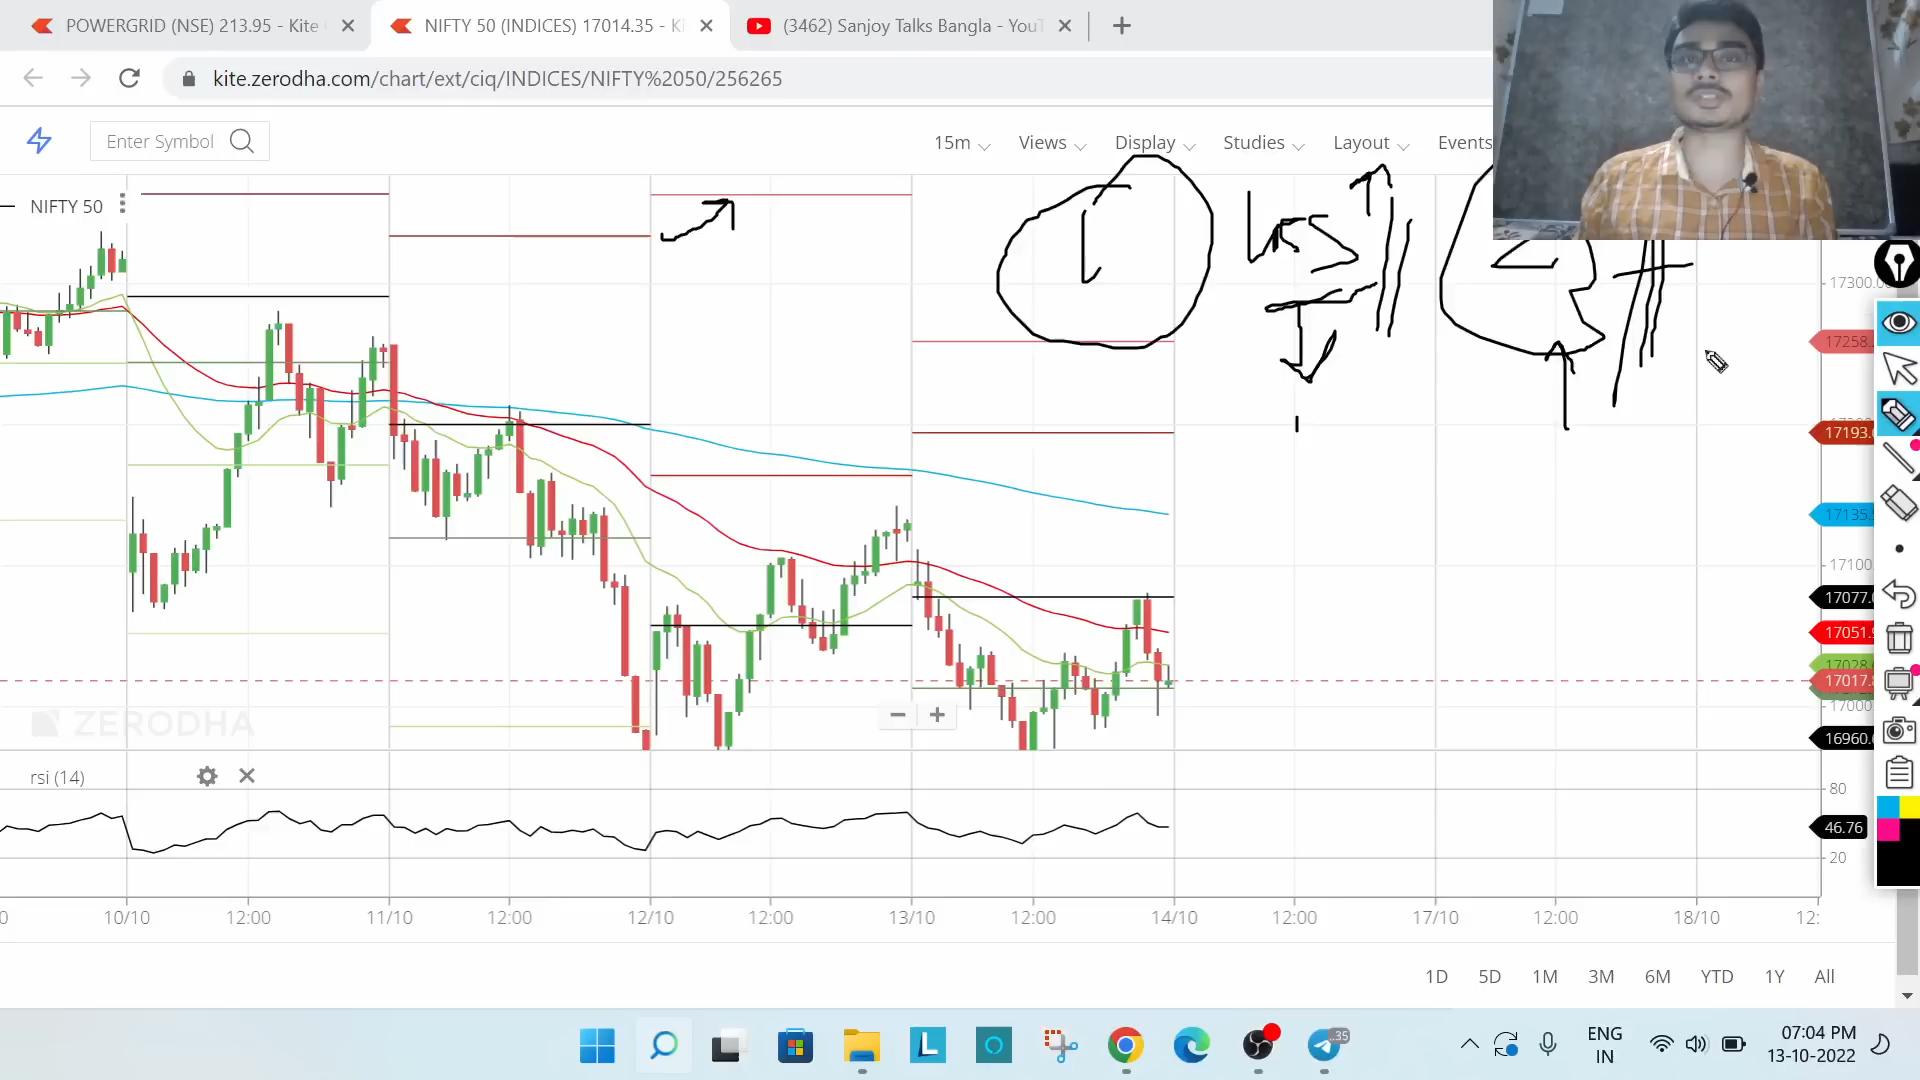 POWERGRID (NSE) 213.95 - Kite
NIFTY 50 (INDICES) 17014.35 - Ki
(3462) Sanjoy Talks Bangla - YouT
kite.zerodha.com/chart/ext/ciq/INDICES/NIFTY%2050/256265
Enter Symbol
15m Views Display Studies Layout Events
NIFTY 50
17300.0
17258.
17193.
17135.
17100
17077.
17051.
17028.
17017.
17000
16960.
ZERODHA
rsi (14)
80
46.76
20
0 10/10 12:00 11/10 12:00 12/10 12:00 13/10 12:00 14/10 12:00 17/10 12:00 18/10 12:
1D 5D 1M 3M 6M YTD 1Y All
35
ENG
IN
07:04 PM
13-10-2022